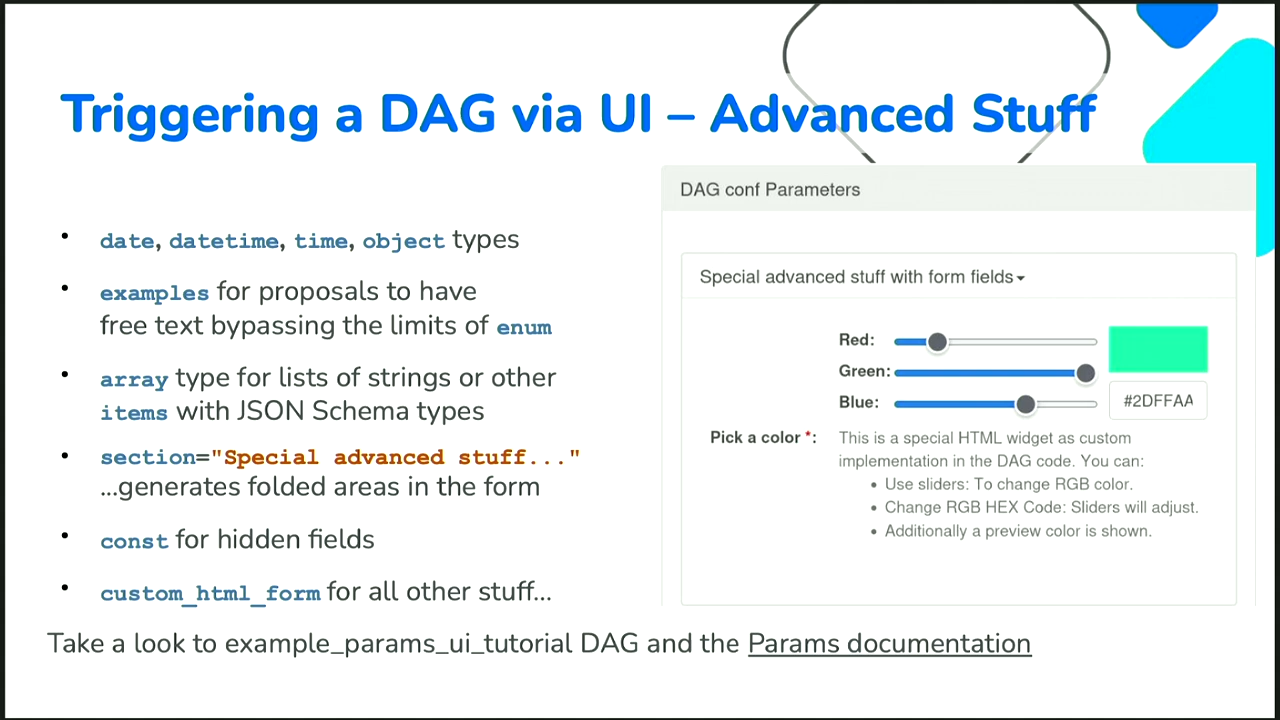 Triggering a DAG via UI – Advanced Stuff
• date, datetime, time, object types
• examples for proposals to have
free text bypassing the limits of enum
• array type for lists of strings or other
items with JSON Schema types
• section="Special advanced stuff..."
...generates folded areas in the form
• const for hidden fields
• custom_html_form for all other stuff...
DAG conf Parameters
Special advanced stuff with form fields
Red:
Green:
Blue:
#2DFFAA
Pick a color *:
This is a special HTML widget as custom
implementation in the DAG code. You can:
• Use sliders: To change RGB color.
• Change RGB HEX Code: Sliders will adjust.
• Additionally a preview color is shown.
Take a look to example_params_ui_tutorial DAG and the Params documentation